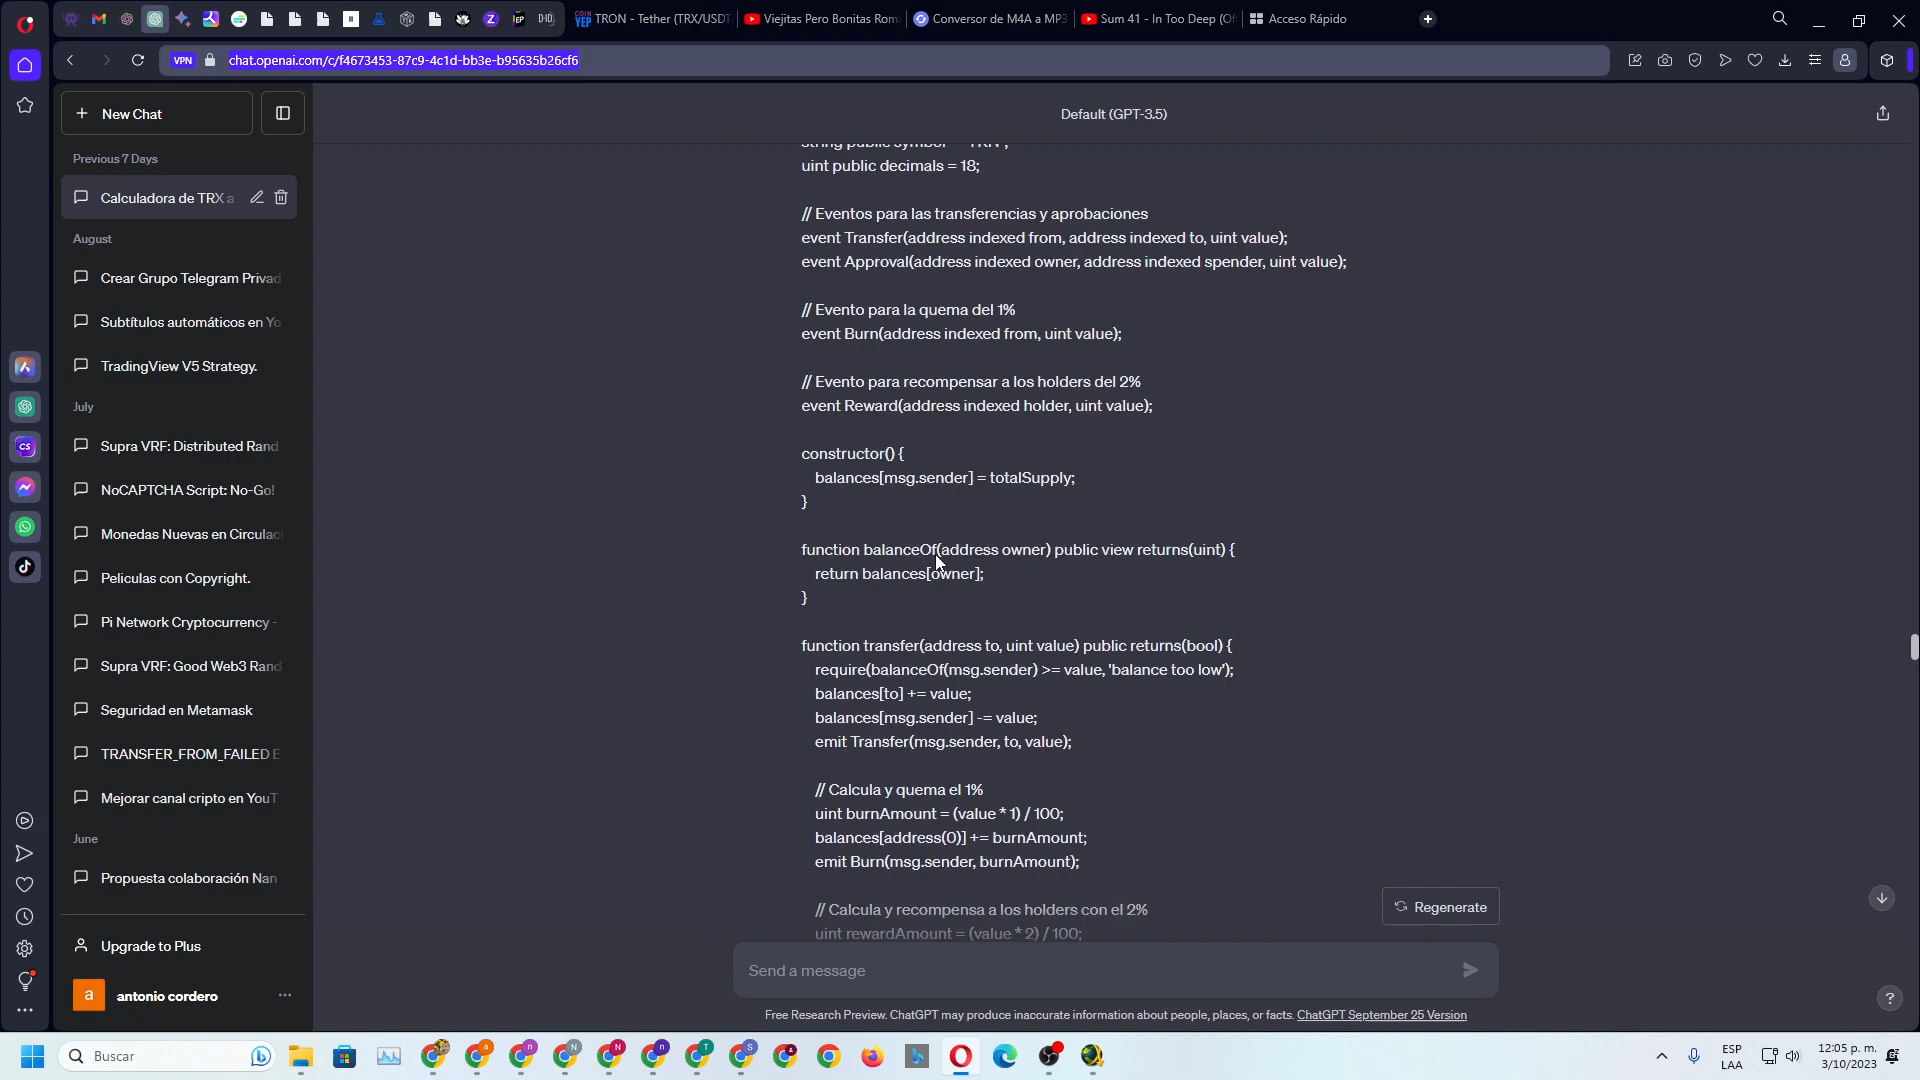 TRON - Tether (TRX/USDT
Viejitas Pero Bonitas Rom
Conversor de M4A a MP3
Sum 41 - In Too Deep (Of
Acceso Rápido
VPN
chat.openai.com/c/f4673453-87c9-4c1d-bb3e-b95635b26cf6
New Chat
Default (GPT-3.5)
Previous 7 Days
Calculadora de TRX a
August
Crear Grupo Telegram Privad
Subtítulos automáticos en Yo
TradingView V5 Strategy.
July
Supra VRF: Distributed Rand
NoCAPTCHA Script: No-Go!
Monedas Nuevas en Circulaci
Peliculas con Copyright.
Pi Network Cryptocurrency -
Supra VRF: Good Web3 Rand
Seguridad en Metamask
TRANSFER_FROM_FAILED E
Mejorar canal cripto en YouT
June
Propuesta colaboración Nan
Upgrade to Plus
a
antonio cordero
string public symbol = "TRN";
uint public decimals = 18;
// Eventos para las transferencias y aprobaciones
event Transfer(address indexed from, address indexed to, uint value);
event Approval(address indexed owner, address indexed spender, uint value);
// Evento para la quema del 1%
event Burn(address indexed from, uint value);
// Evento para recompensar a los holders del 2%
event Reward(address indexed holder, uint value);
constructor() {
balances[msg.sender] = totalSupply;
}
function balanceOf(address owner) public view returns(uint) {
return balances[owner];
}
function transfer(address to, uint value) public returns(bool) {
require(balanceOf(msg.sender) >= value, 'balance too low');
balances[to] += value;
balances[msg.sender] -= value;
emit Transfer(msg.sender, to, value);
// Calcula y quema el 1%
uint burnAmount = (value * 1) / 100;
balances[address(0)] += burnAmount;
emit Burn(msg.sender, burnAmount);
// Calcula y recompensa a los holders con el 2%
uint rewardAmount = (value * 2) / 100;
Regenerate
Send a message
Free Research Preview. ChatGPT may produce inaccurate information about people, places, or facts. ChatGPT September 25 Version
?
Buscar
ESP
LAA
12:05 p. m.
3/10/2023